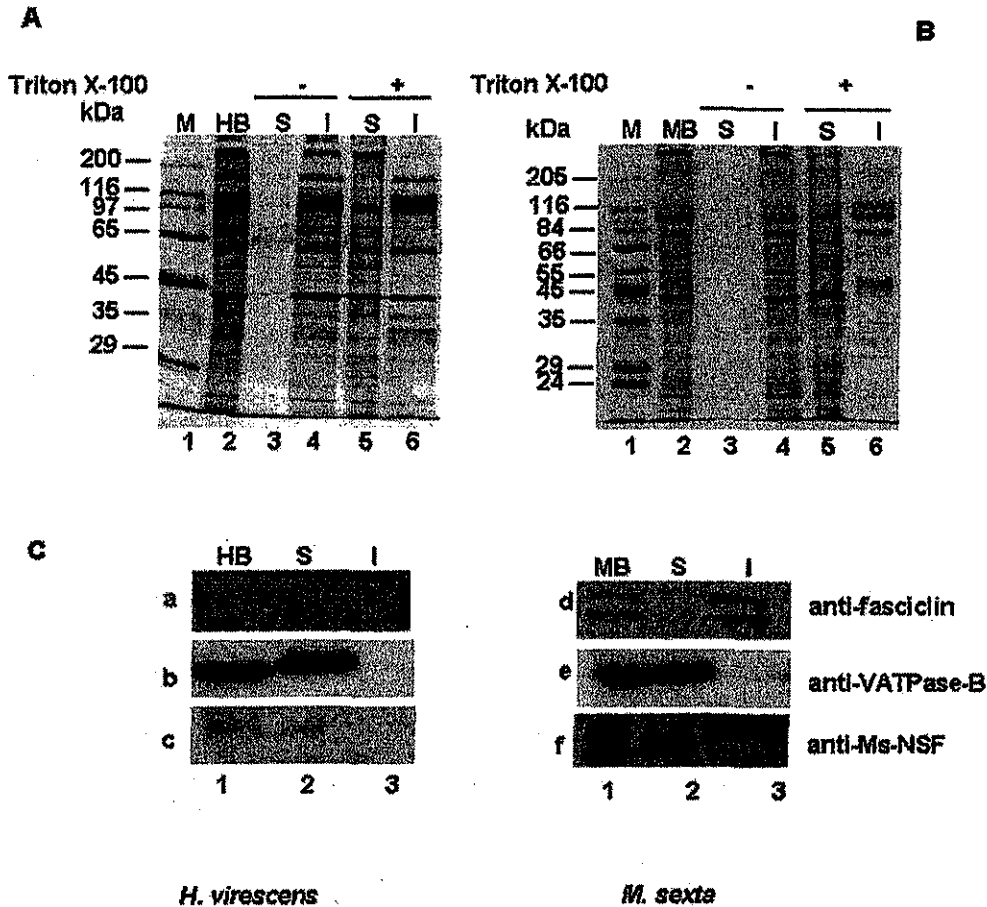 A
Triton X-100 - +
kDa M HB S I S I
200
116
97
65
45
35
29
1 2 3 4 5 6
B
Triton X-100 - +
kDa M MB S I S I
205
116
84
66
55
45
35
29
24
1 2 3 4 5 6
C
HB S I
a
b
c
1 2 3
H. virescens
MB S I
d anti-fasciclin
e anti-VATPase-B
f anti-Ms-NSF
1 2 3
M. sexta